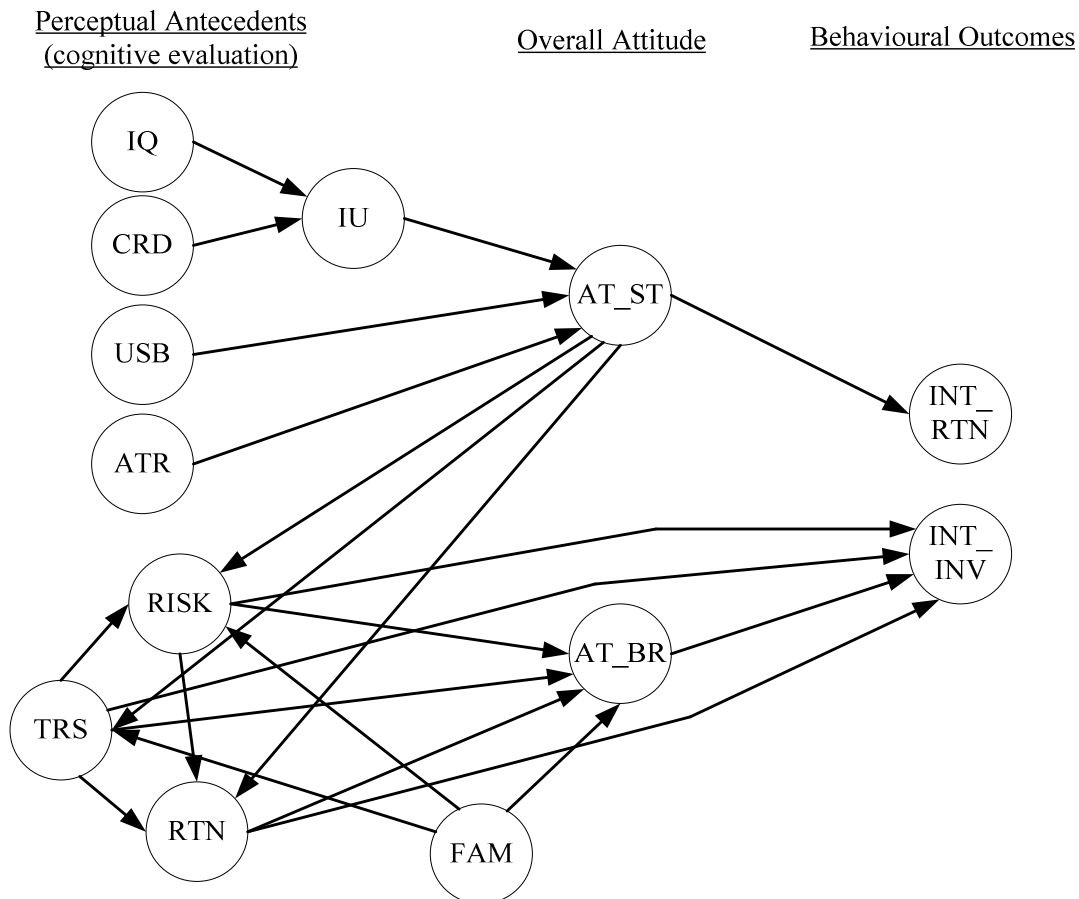 Perceptual Antecedents
(cognitive evaluation)
Overall Attitude
Behavioural Outcomes
IQ
CRD
IU
USB
AT_ST
ATR
INT_
RTN
RISK
INT_
INV
AT_BR
TRS
RTN
FAM